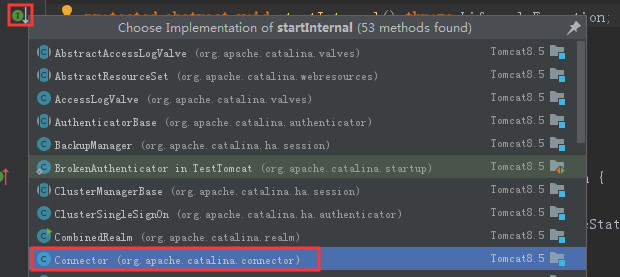 Choose Implementation of startInternal (53 methods found)
AbstractAccessLogValve (org.apache.catalina.valves) Tomcat8.5
AbstractResourceSet (org.apache.catalina.webresources) Tomcat8.5
AccessLogValve (org.apache.catalina.valves) Tomcat8.5
AuthenticatorBase (org.apache.catalina.authenticator) Tomcat8.5
BackupManager (org.apache.catalina.ha.session) Tomcat8.5
BrokenAuthenticator in TestTomcat (org.apache.catalina.startup) Tomcat8.5
ClusterManagerBase (org.apache.catalina.ha.session) Tomcat8.5
{
ClusterSingleSignOn (org.apache.catalina.ha.authenticator) Tomcat8.5
CombinedRealm (org.apache.catalina.realm) Tomcat8.5
Connector (org.apache.catalina.connector) Tomcat8.5